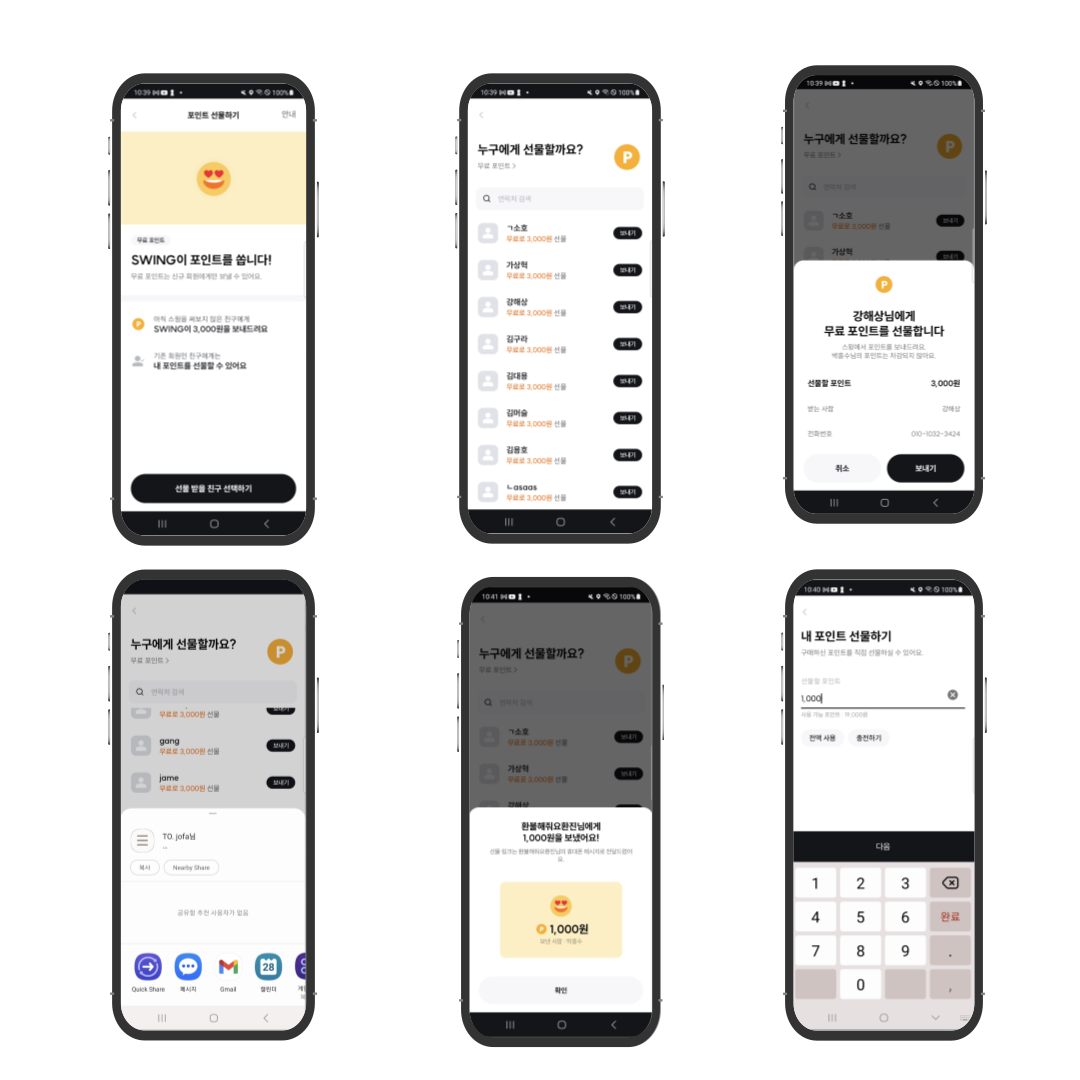 10:39
100%
포인트 선물하기
안내
무료 포인트
SWING이 포인트를 쏩니다!
무료 포인트는 신규 회원에게만 보낼 수 있어요.
P
아직 스윙을 써보지 않은 친구에게
SWING이 3,000원을 보내드려요
기존 회원인 친구에게는
내 포인트를 선물할 수 있어요
선물 받을 친구 선택하기
10:39
100%
누구에게 선물할까요?
무료 포인트 >
P
연락처 검색
ㄱ소호
무료로 3,000원 선물
보내기
가상혁
무료로 3,000원 선물
보내기
강해상
무료로 3,000원 선물
보내기
김구라
무료로 3,000원 선물
보내기
김대용
무료로 3,000원 선물
보내기
김머슬
무료로 3,000원 선물
보내기
김용호
무료로 3,000원 선물
보내기
ㄴasaas
무료로 3,000원 선물
보내기
10:39
100%
누구에게 선물할까요?
무료 포인트 >
P
연락처 검색
ㄱ소호
무료로 3,000원 선물
보내기
가상혁
보내기
P
강해상님에게
무료 포인트를 선물합니다
스윙에서 포인트를 보내드려요.
포인트는 차감되지 않아요.
선물할 포인트
3,000원
받는 사람
강해상
전화번호
010-1032-3424
취소
보내기
누구에게 선물할까요?
무료 포인트 >
P
연락처 검색
무료로 3,000원 선물
보내기
gang
무료로 3,000원 선물
보내기
jame
무료로 3,000원 선물
보내기
TO. jofa님
...
복사
Nearby Share
공유할 추천 사용자가 없음
Quick Share
메시지
Gmail
28
캘린더
10:41
100%
누구에게 선물할까요?
무료 포인트 >
P
연락처 검색
ㄱ소호
무료로 3,000원 선물
보내기
가상혁
무료로 3,000원 선물
보내기
강해상
환불해줘요환진님에게
1,000원을 보냈어요!
선물 링크는 환불해줘요환진님의 휴대폰 메시지로 전달드렸어
요.
P 1,000원
보낸 사람 ·
확인
10:40
100%
내 포인트 선물하기
구매하신 포인트를 직접 선물하실 수 있어요.
선물할 포인트
1,000
사용 가능 포인트 ·
전액 사용
충전하기
다음
1
2
3
4
5
6
완료
7
8
9
.
0
,